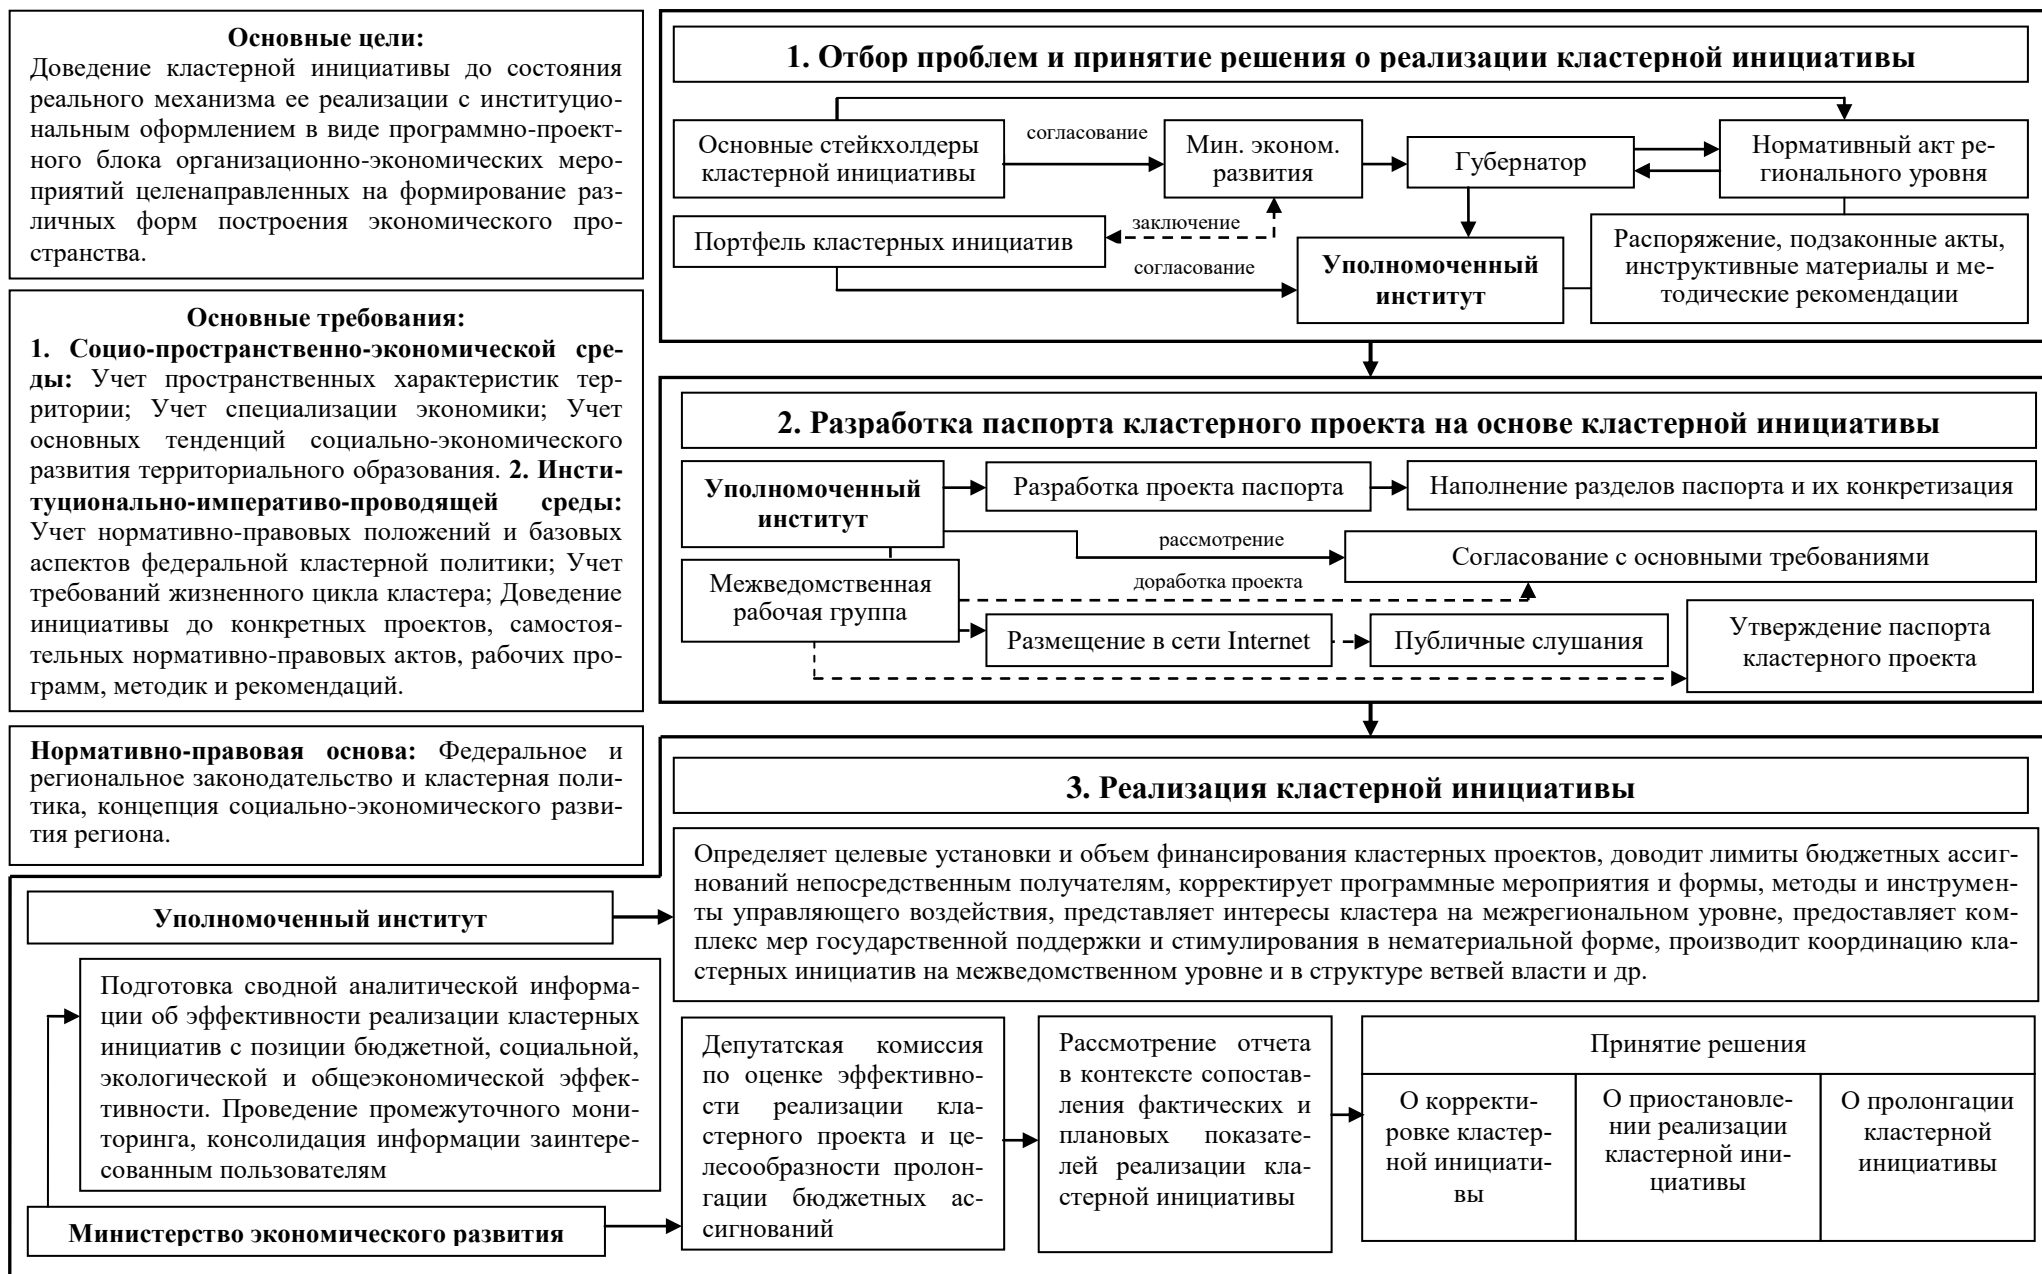 Основные цели:
Доведение кластерной инициативы до состояния
реального механизма ее реализации с институцио-
нальным оформлением в виде программно-проект-
ного блока организационно-экономических меро-
приятий целенаправленных на формирование раз-
личных форм построения экономического про-
странства.
Основные требования:
1. Социо-пространственно-экономической сре-
ды: Учет пространственных характеристик тер-
ритории; Учет специализации экономики; Учет
основных тенденций социально-экономического
развития территориального образования. 2. Инсти-
туционально-императиво-проводящей среды:
Учет нормативно-правовых положений и базовых
аспектов федеральной кластерной политики; Учет
требований жизненного цикла кластера; Доведение
инициативы до конкретных проектов, самостоя-
тельных нормативно-правовых актов, рабочих про-
грамм, методик и рекомендаций.
Нормативно-правовая основа: Федеральное и
региональное законодательство и кластерная поли-
тика, концепция социально-экономического разви-
тия региона.
1. Отбор проблем и принятие решения о реализации кластерной инициативы
Основные стейкхолдеры
кластерной инициативы
согласование
Мин. эконом.
развития
Губернатор
Нормативный акт ре-
гионального уровня
Портфель кластерных инициатив
заключение
согласование
Уполномоченный
институт
Распоряжение, подзаконные акты,
инструктивные материалы и ме-
тодические рекомендации
2. Разработка паспорта кластерного проекта на основе кластерной инициативы
Уполномоченный
институт
Разработка проекта паспорта
Наполнение разделов паспорта и их конкретизация
рассмотрение
Согласование с основными требованиями
Межведомственная
рабочая группа
доработка проекта
Размещение в сети Internet
Публичные слушания
Утверждение паспорта
кластерного проекта
3. Реализация кластерной инициативы
Уполномоченный институт
Определяет целевые установки и объем финансирования кластерных проектов, доводит лимиты бюджетных ассиг-
нований непосредственным получателям, корректирует программные мероприятия и формы, методы и инструмен-
ты управляющего воздействия, представляет интересы кластера на межрегиональном уровне, предоставляет ком-
плекс мер государственной поддержки и стимулирования в нематериальной форме, производит координацию кла-
стерных инициатив на межведомственном уровне и в структуре ветвей власти и др.
Подготовка сводной аналитической информа-
ции об эффективности реализации кластерных
инициатив с позиции бюджетной, социальной,
экологической и общеэкономической эффек-
тивности. Проведение промежуточного мони-
торинга, консолидация информации заинтере-
сованным пользователям
Министерство экономического развития
Депутатская комиссия
по оценке эффективно-
сти реализации кла-
стерного проекта и це-
лесообразности пролон-
гации бюджетных ас-
сигнований
Рассмотрение отчета
в контексте сопостав-
ления фактических и
плановых показате-
лей реализации кла-
стерной инициативы
Принятие решения
О корректи-
ровке кластер-
ной инициати-
вы
О приостановле-
нии реализации
кластерной ини-
циативы
О пролонгации
кластерной
инициативы